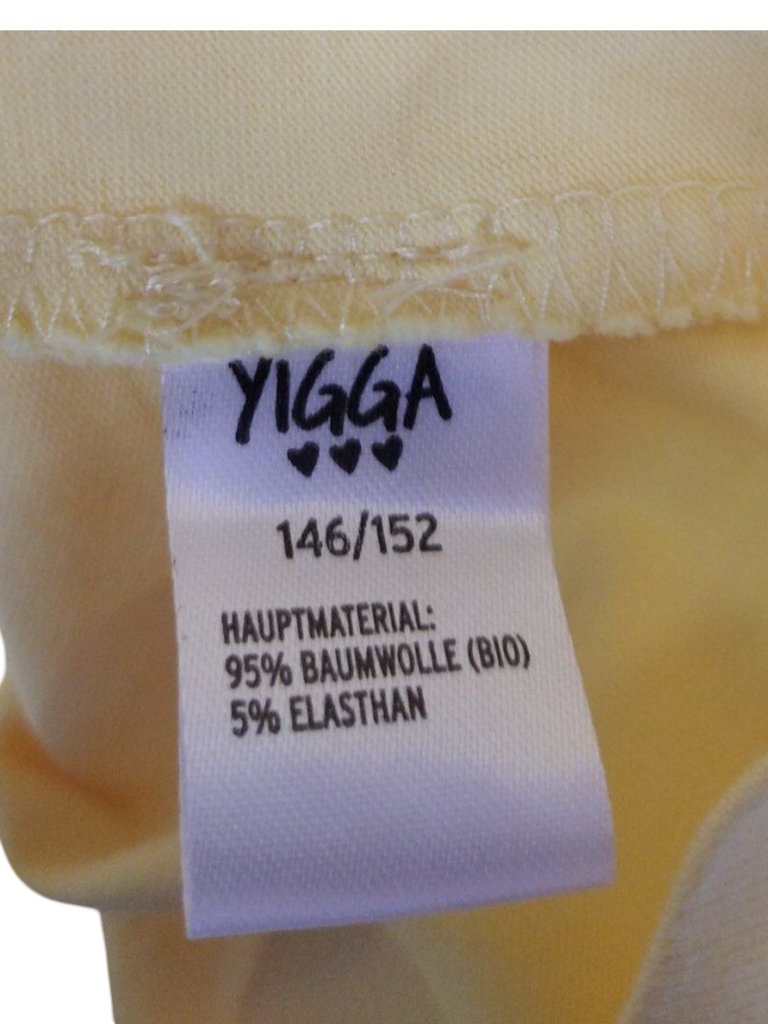 YIGGA
146/152
HAUPTMATERIAL:
95% BAUMWOLLE (BIO)
5% ELASTHAN